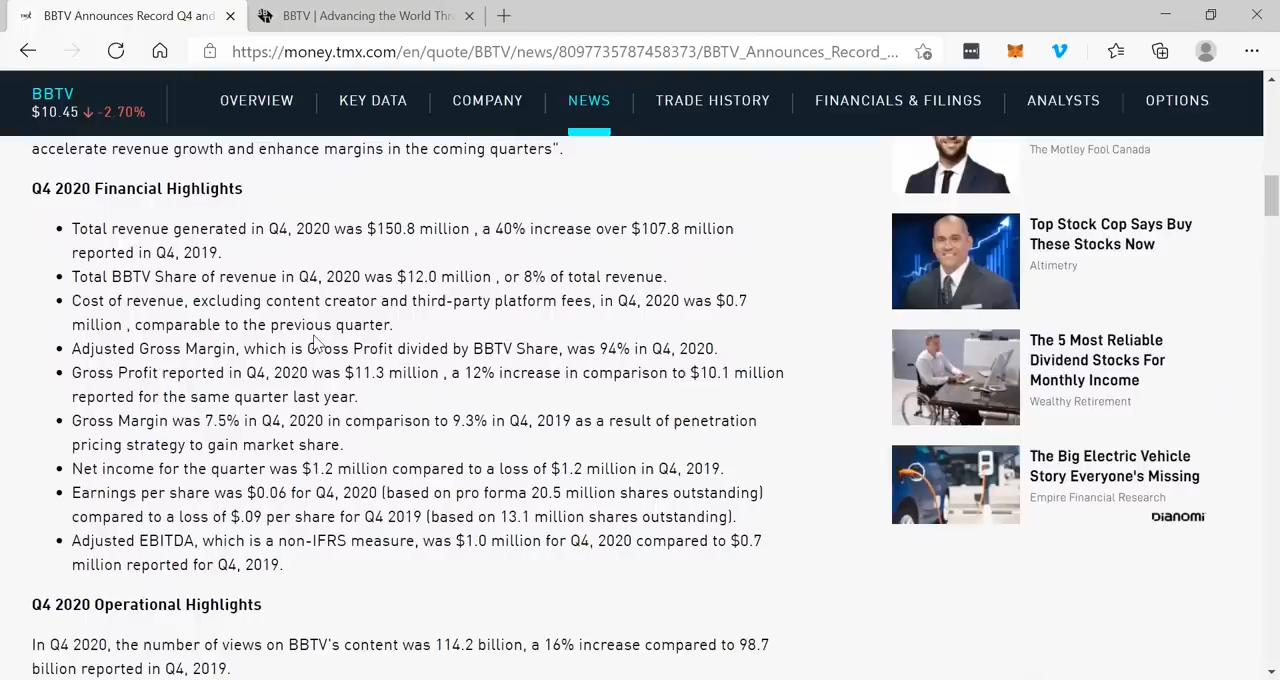 BBTV Announces Record Q4 and
BBTV | Advancing the World Thr
https://money.tmx.com/en/quote/BBTV/news/8097735787458373/BBTV_Announces_Record_...
BBTV
$10.45 -2.70%
OVERVIEW
KEY DATA
COMPANY
NEWS
TRADE HISTORY
FINANCIALS & FILINGS
ANALYSTS
OPTIONS
accelerate revenue growth and enhance margins in the coming quarters".
Q4 2020 Financial Highlights
Total revenue generated in Q4, 2020 was $150.8 million , a 40% increase over $107.8 million
reported in Q4, 2019.
Total BBTV Share of revenue in Q4, 2020 was $12.0 million , or 8% of total revenue.
Cost of revenue, excluding content creator and third-party platform fees, in Q4, 2020 was $0.7
million , comparable to the previous quarter.
Adjusted Gross Margin, which is Gross Profit divided by BBTV Share, was 94% in Q4, 2020.
Gross Profit reported in Q4, 2020 was $11.3 million , a 12% increase in comparison to $10.1 million
reported for the same quarter last year.
Gross Margin was 7.5% in Q4, 2020 in comparison to 9.3% in Q4, 2019 as a result of penetration
pricing strategy to gain market share.
Net income for the quarter was $1.2 million compared to a loss of $1.2 million in Q4, 2019.
Earnings per share was $0.06 for Q4, 2020 (based on pro forma 20.5 million shares outstanding)
compared to a loss of $.09 per share for Q4 2019 (based on 13.1 million shares outstanding).
Adjusted EBITDA, which is a non-IFRS measure, was $1.0 million for Q4, 2020 compared to $0.7
million reported for Q4, 2019.
Q4 2020 Operational Highlights
In Q4 2020, the number of views on BBTV's content was 114.2 billion, a 16% increase compared to 98.7
billion reported in Q4, 2019.
The Motley Fool Canada
Top Stock Cop Says Buy
These Stocks Now
Altimetry
The 5 Most Reliable
Dividend Stocks For
Monthly Income
Wealthy Retirement
The Big Electric Vehicle
Story Everyone's Missing
Empire Financial Research
DIANOMI